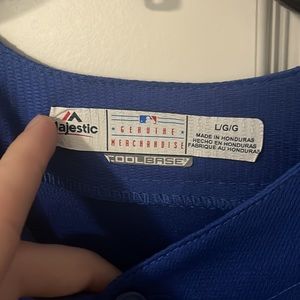 Majestic
GENUINE
MERCHANDISE
L/G/G
MADE IN HONDURAS
HECHO EN HONDURAS
FABRIQUÉ AU HONDURAS
COOLBASE